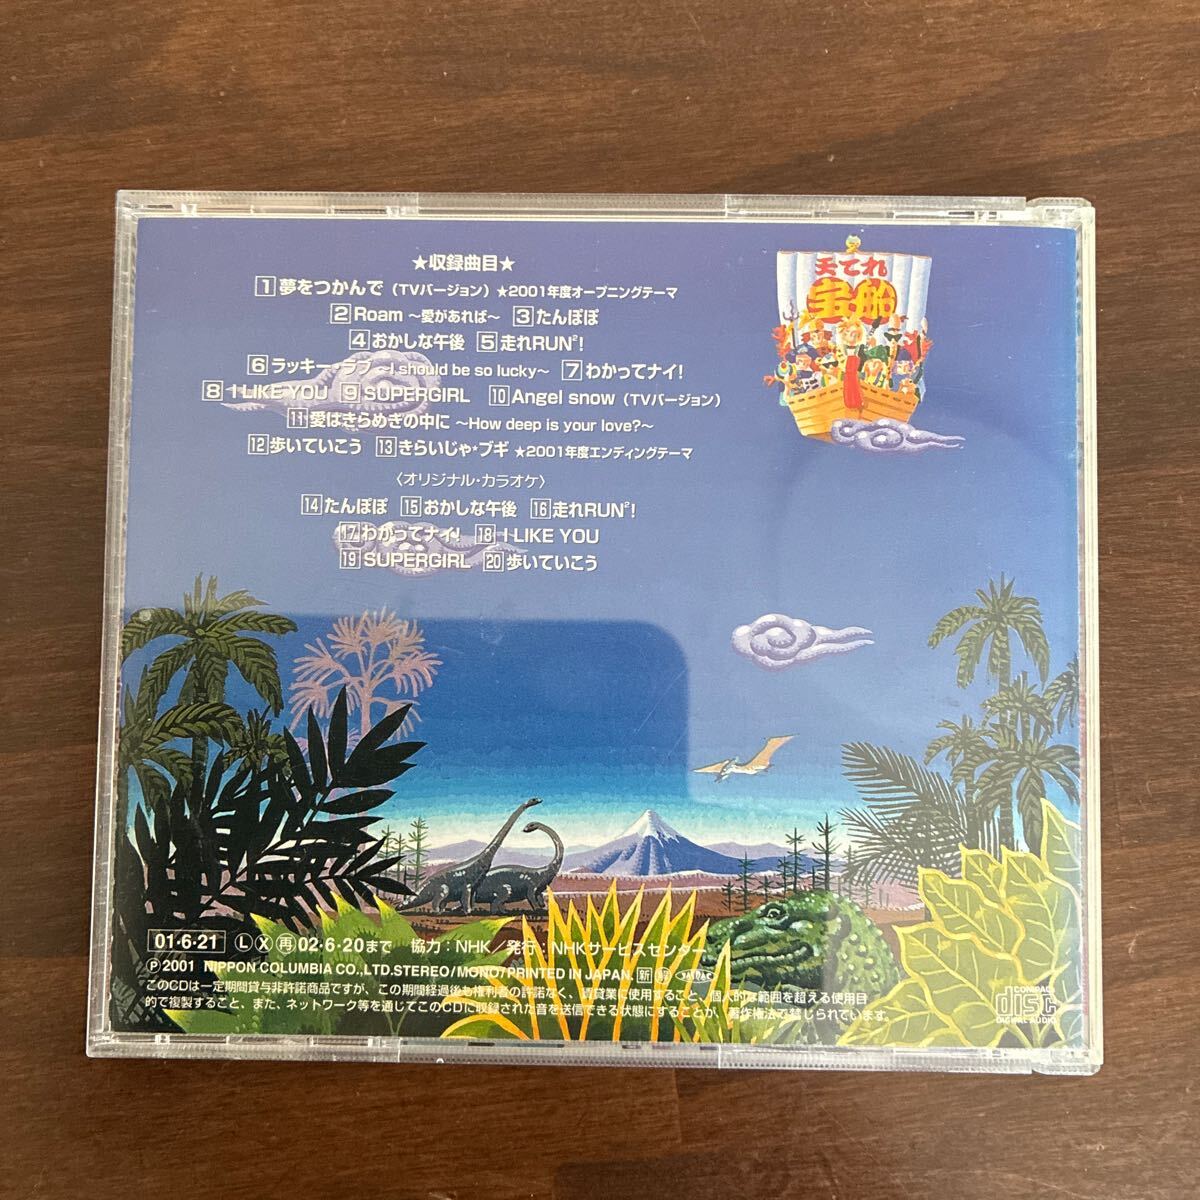 ★収録曲目★
1 夢をつかんで（TVバージョン）★2001年度オープニングテーマ
2 Roam 〜愛があれば〜 3 たんぽぽ
4 おかしな午後 5 走れRUN²!
6 ラッキー・ラブ 〜I should be so lucky〜 7 わかってナイ!
8 I LIKE YOU 9 SUPERGIRL 10 Angel snow（TVバージョン）
11 愛はきらめきの中に 〜How deep is your love?〜
12 歩いていこう 13 きらいじゃ*ブギ ★2001年度エンディングテーマ
〈オリジナル・カラオケ〉
14 たんぽぽ 15 おかしな午後 16 走れRUN²!
17 わかってナイ! 18 I LIKE YOU
19 SUPERGIRL 20 歩いていこう
天てれ
宝船
01・6・21 Ⓛ Ⓧ 再 02・6・20まで 協力：NHK／発行：NHKサービスセンター
Ⓟ 2001 NIPPON COLUMBIA CO., LTD. STEREO/MONO/PRINTED IN JAPAN.
このCDは一定期間貸与非許諾商品ですが、この期間経過後も権利者の許諾なく、賃貸業に使用すること、個人的な範囲を超える使用目
的で複製すること、また、ネットワーク等を通じてこのCDに収録された音を送信できる状態にすることが、著作権法で禁じられています。
COMPACT
disc
DIGITAL AUDIO